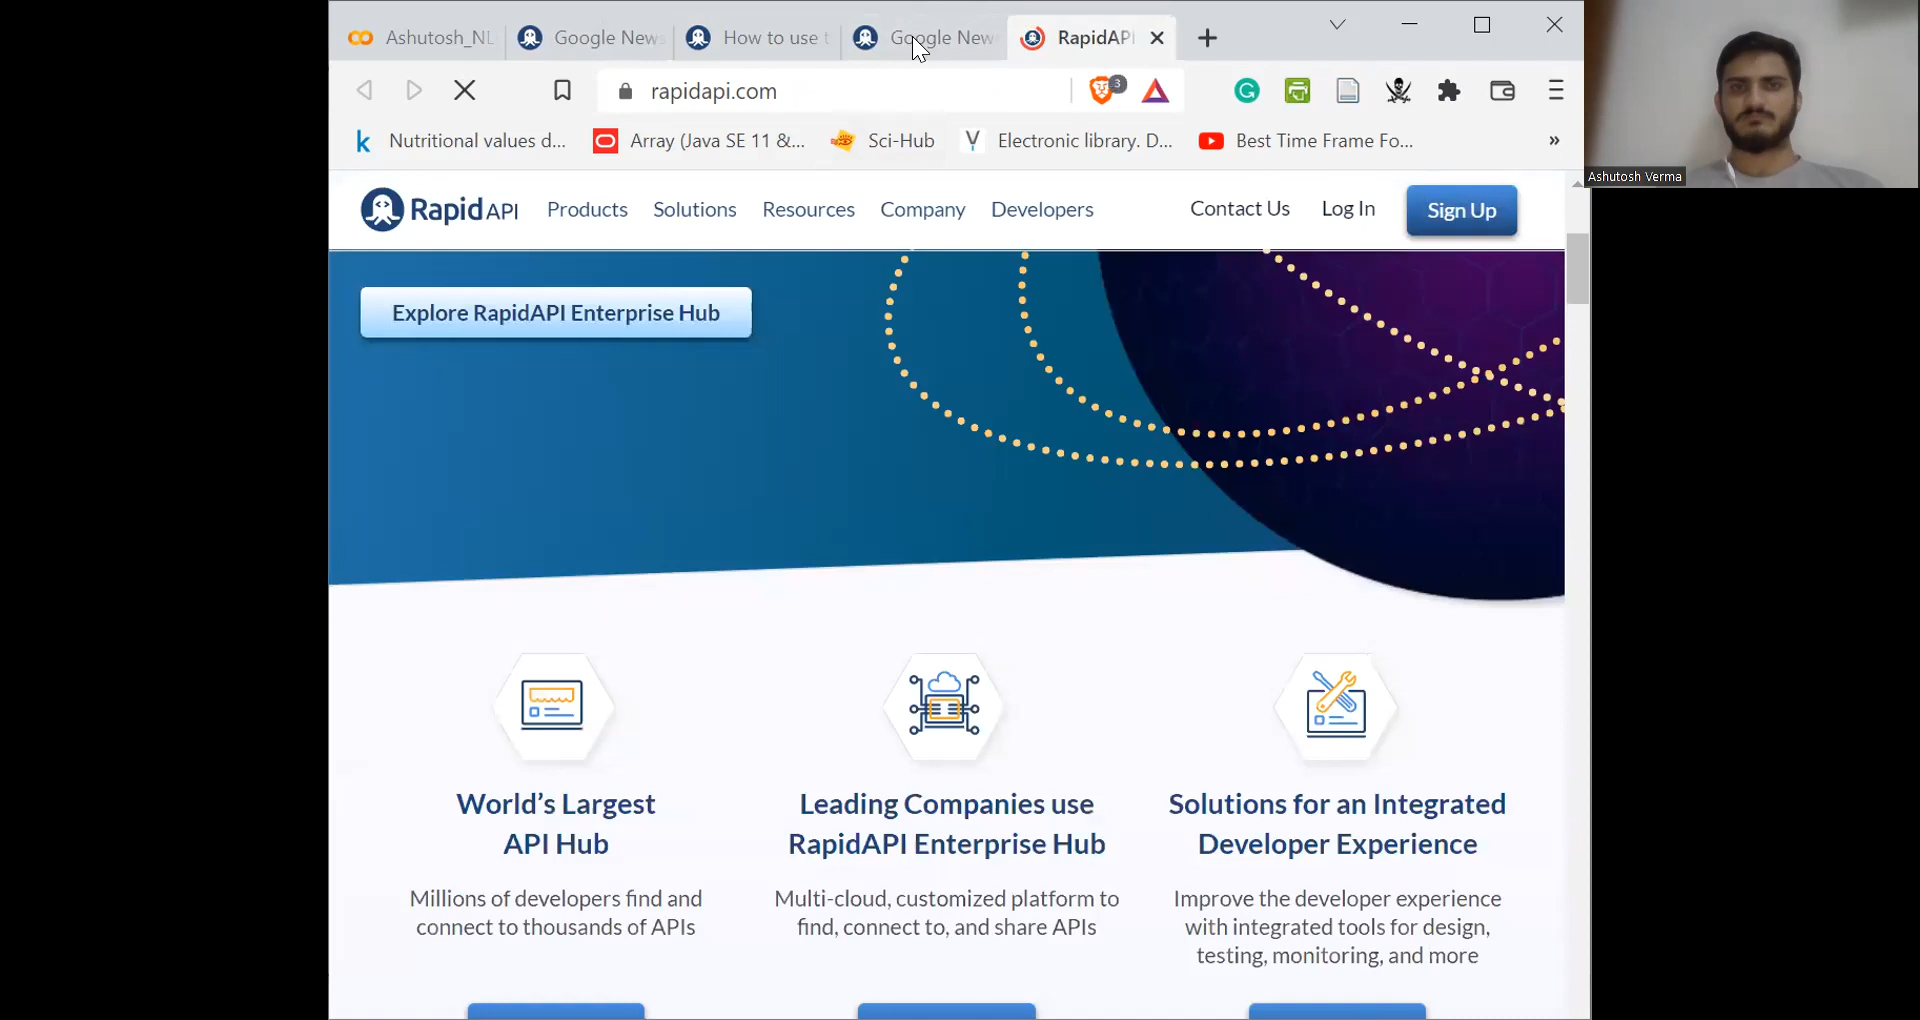 Ashutosh_NL
Google News
How to use t
Google New
RapidAPI
rapidapi.com
3
Nutritional values d...
Array (Java SE 11 &...
Sci-Hub
Electronic library. D...
Best Time Frame Fo...
»
Ashutosh Verma
Rapid API
Products
Solutions
Resources
Company
Developers
Contact Us
Log In
Sign Up
Explore RapidAPI Enterprise Hub
World’s Largest
API Hub
Millions of developers find and
connect to thousands of APIs
Leading Companies use
RapidAPI Enterprise Hub
Multi-cloud, customized platform to
find, connect to, and share APIs
Solutions for an Integrated
Developer Experience
Improve the developer experience
with integrated tools for design,
testing, monitoring, and more